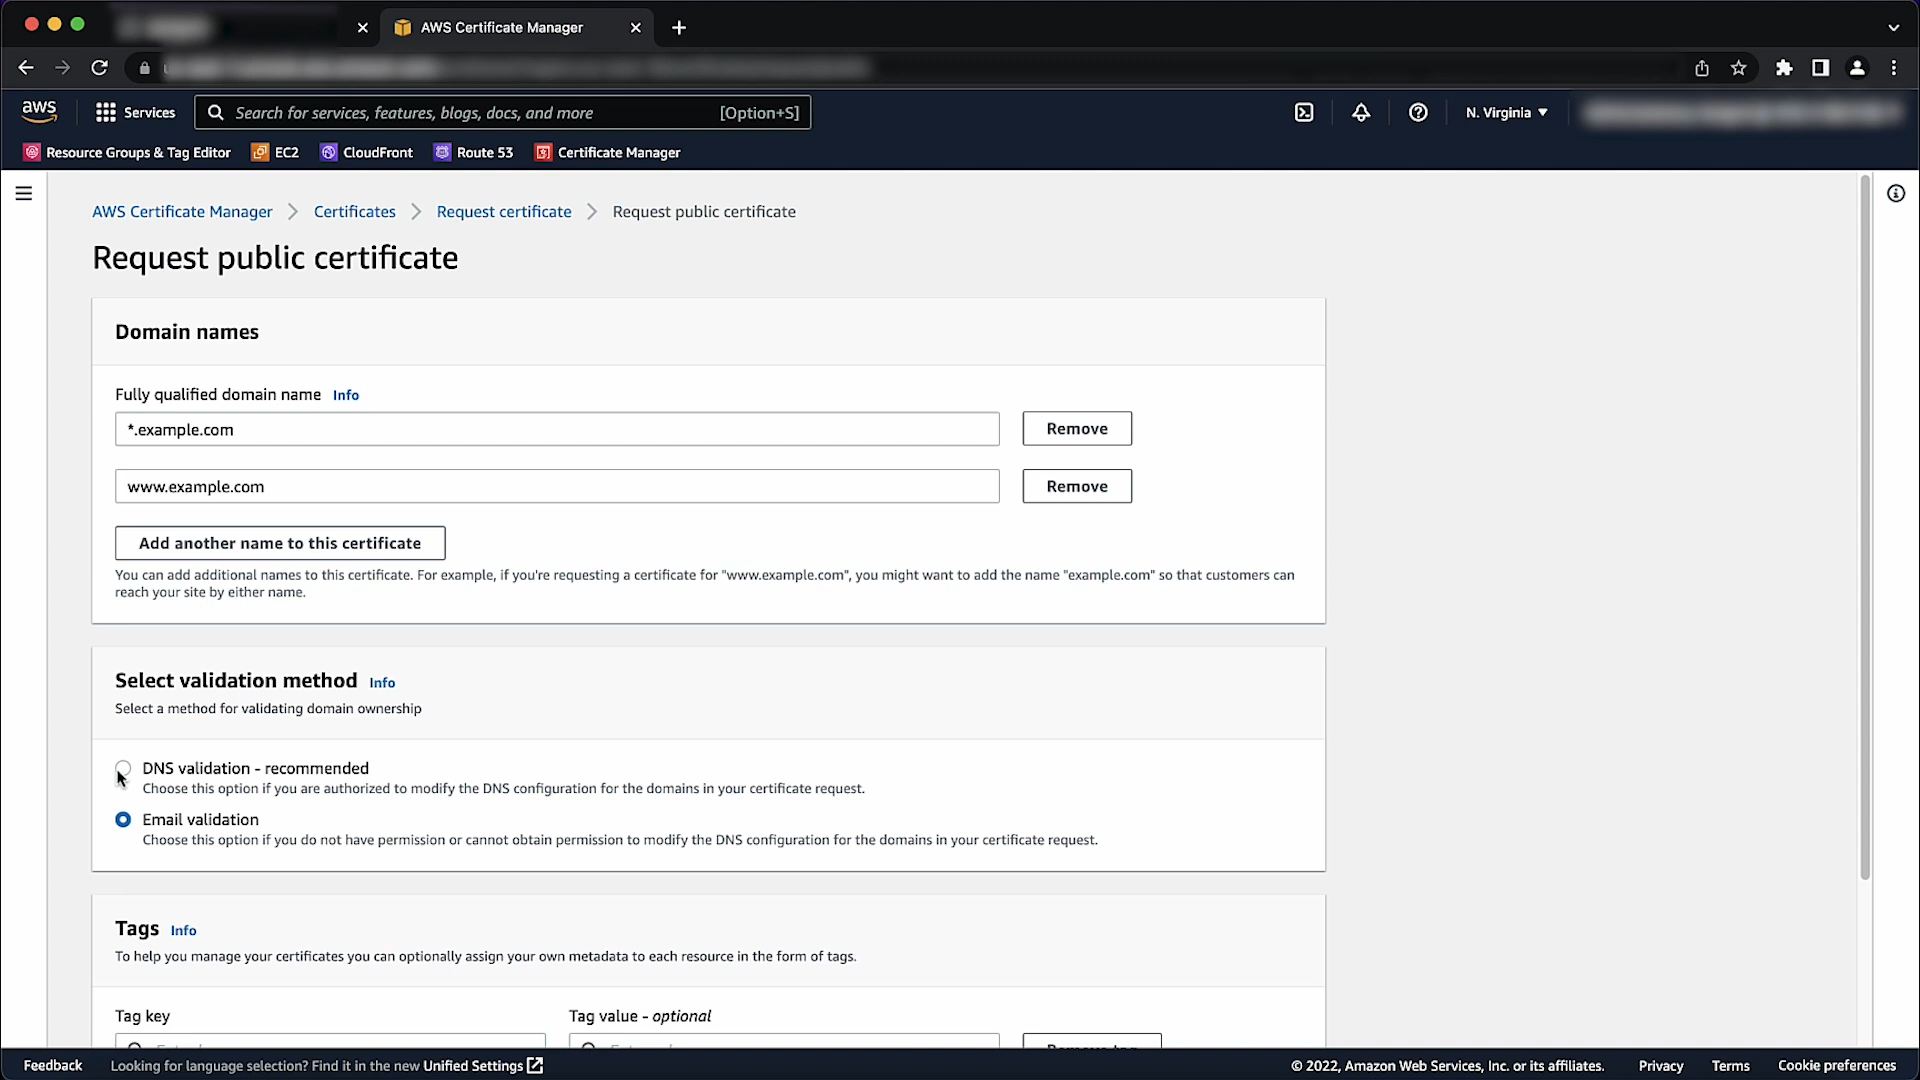 AWS Certificate Manager
aws Services Search for services, features, blogs, docs, and more [Option+S] N. Virginia
Resource Groups & Tag Editor EC2 CloudFront Route 53 Certificate Manager
AWS Certificate Manager Certificates Request certificate Request public certificate
Request public certificate
Domain names
Fully qualified domain name Info
*.example.com Remove
www.example.com Remove
Add another name to this certificate
You can add additional names to this certificate. For example, if you're requesting a certificate for "www.example.com", you might want to add the name "example.com" so that customers can
reach your site by either name.
Select validation method Info
Select a method for validating domain ownership
DNS validation - recommended
Choose this option if you are authorized to modify the DNS configuration for the domains in your certificate request.
Email validation
Choose this option if you do not have permission or cannot obtain permission to modify the DNS configuration for the domains in your certificate request.
Tags Info
To help you manage your certificates you can optionally assign your own metadata to each resource in the form of tags.
Tag key Tag value - optional
Feedback Looking for language selection? Find it in the new Unified Settings © 2022, Amazon Web Services, Inc. or its affiliates. Privacy Terms Cookie preferences